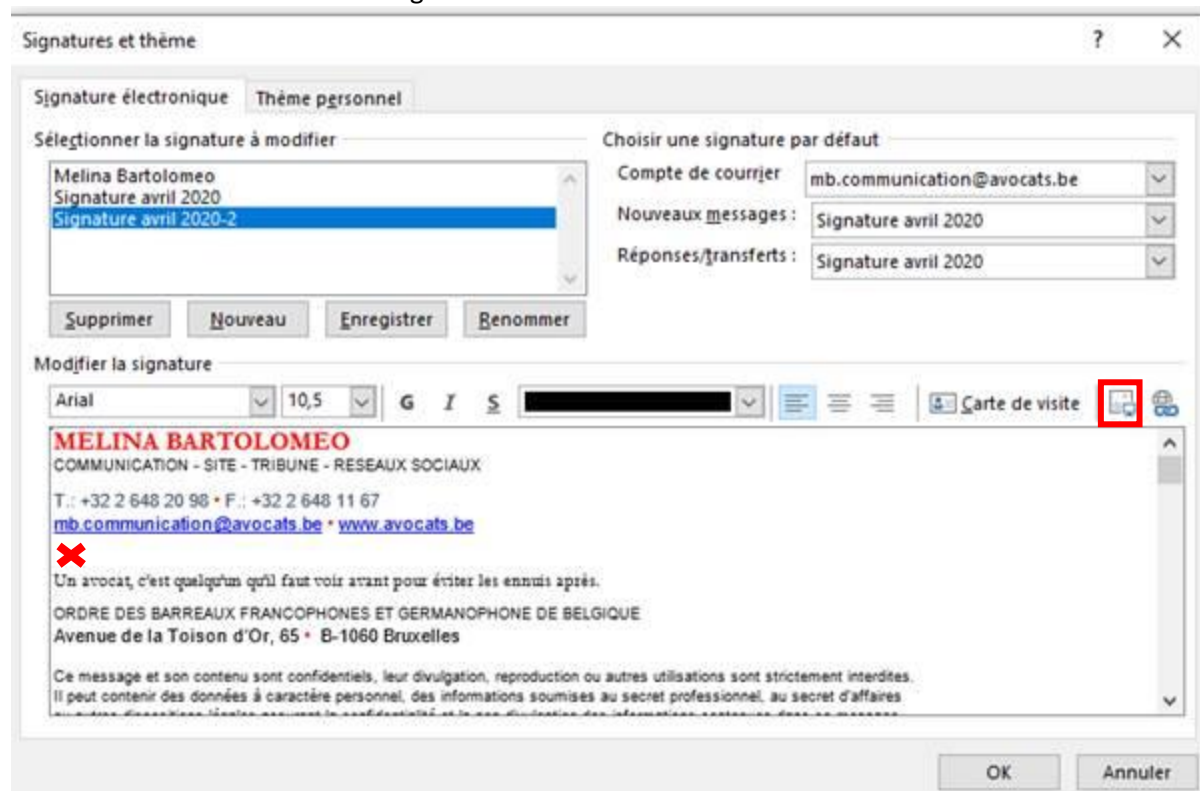 Signatures et thème ? ×
Signature électronique Thème personnel
Sélectionner la signature à modifier
Melina Bartolomeo
Signature avril 2020
Signature avril 2020-2
Supprimer Nouveau Enregistrer Renommer
Choisir une signature par défaut
Compte de courrier mb.communication@avocats.be
Nouveaux messages : Signature avril 2020
Réponses/transferts : Signature avril 2020
Modifier la signature
Arial 10,5 G I S Carte de visite
MELINA BARTOLOMEO
COMMUNICATION - SITE - TRIBUNE - RESEAUX SOCIAUX
T.: +32 2 648 20 98 • F.: +32 2 648 11 67
mb.communication@avocats.be • www.avocats.be
Un avocat, c'est quelqu'un qu'il faut voir avant pour éviter les ennuis après.
ORDRE DES BARREAUX FRANCOPHONES ET GERMANOPHONE DE BELGIQUE
Avenue de la Toison d'Or, 65 • B-1060 Bruxelles
Ce message et son contenu sont confidentiels, leur divulgation, reproduction ou autres utilisations sont strictement interdites.
Il peut contenir des données à caractère personnel, des informations soumises au secret professionnel, au secret d'affaires
OK Annuler